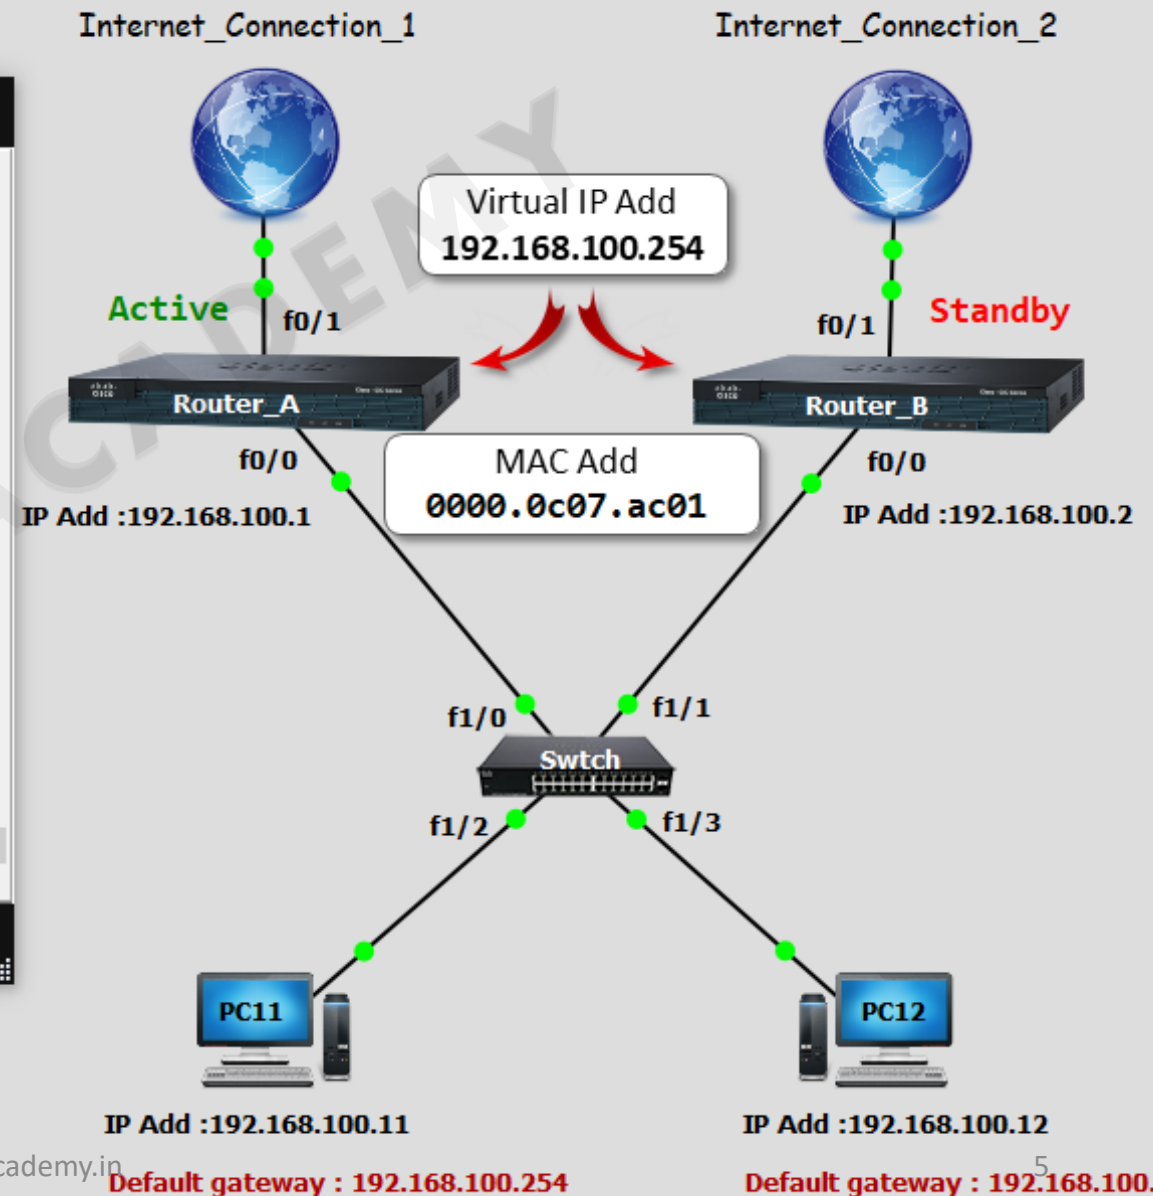 Internet_Connection_1
Internet_Connection_2
Virtual IP Add
192.168.100.254
Active
f0/1
f0/1
Standby
CISCO
Router_A
CISCO
Router_B
MAC Add
0000.0c07.ac01
f0/0
IP Add :192.168.100.1
f0/0
IP Add :192.168.100.2
ACADEMY
f1/0
f1/1
Swtch
f1/2
f1/3
PC11
PC12
IP Add :192.168.100.11
IP Add :192.168.100.12
cademy.in
5
Default gateway : 192.168.100.254
Default gateway : 192.168.100.